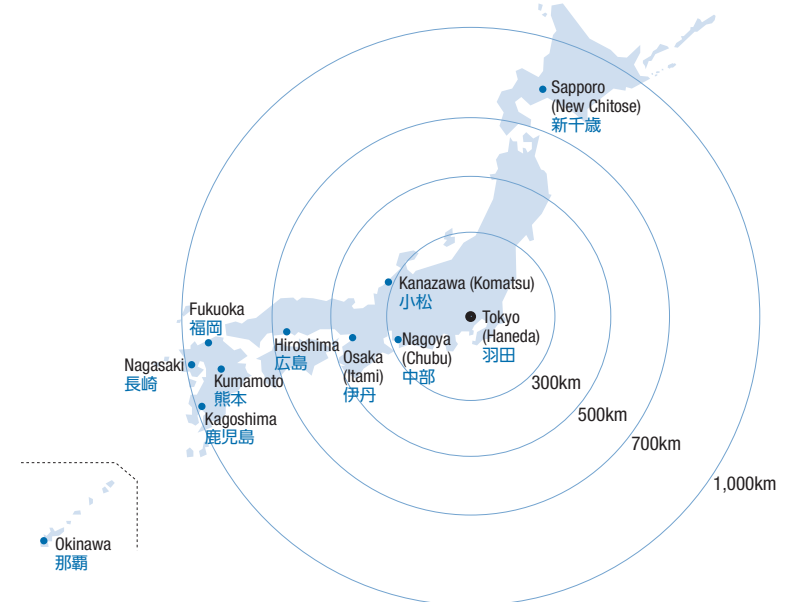 Sapporo
(New Chitose)
新千歳
Kanazawa (Komatsu)
小松
Tokyo
(Haneda)
羽田
Nagoya
(Chubu)
中部
Osaka
(Itami)
伊丹
Hiroshima
広島
Fukuoka
福岡
Nagasaki
長崎
Kumamoto
熊本
Kagoshima
鹿児島
300km
500km
700km
1,000km
Okinawa
那覇